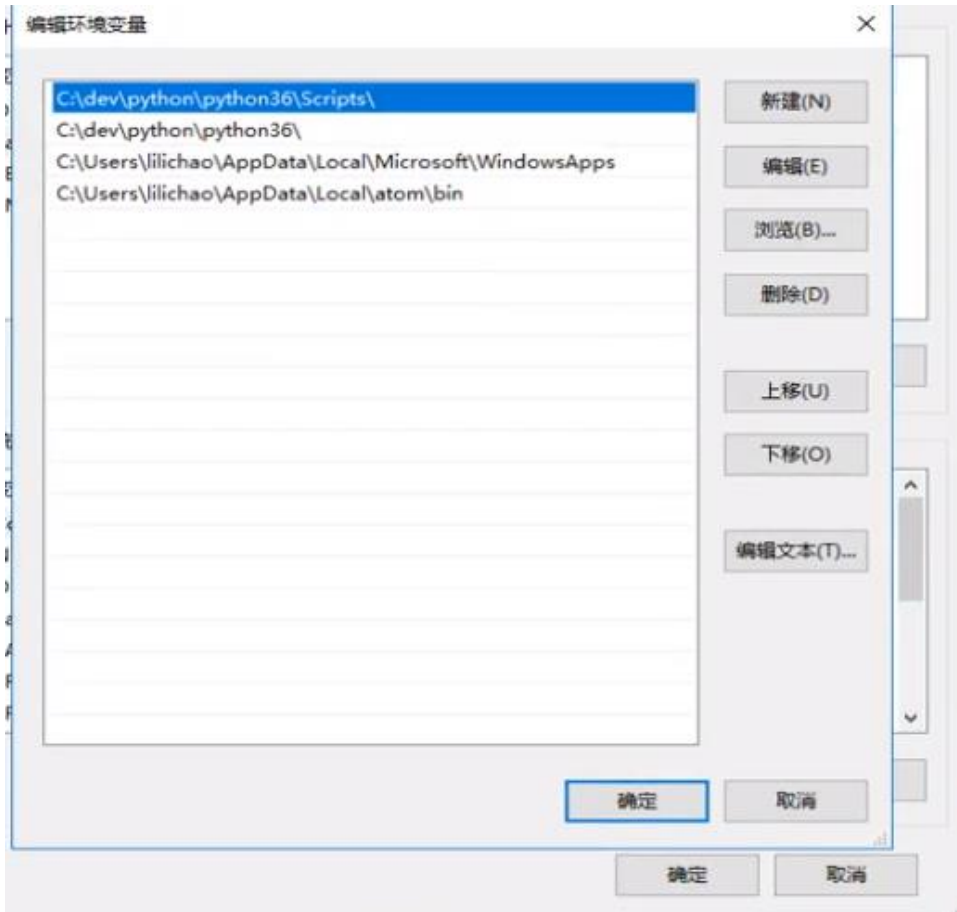 编辑环境变量
C:\dev\python\python36\Scripts\
C:\dev\python\python36\
C:\Users\lilichao\AppData\Local\Microsoft\WindowsApps
C:\Users\lilichao\AppData\Local\atom\bin
新建(N)
编辑(E)
浏览(B)...
删除(D)
上移(U)
下移(O)
编辑文本(T)...
确定
取消
确定
取消